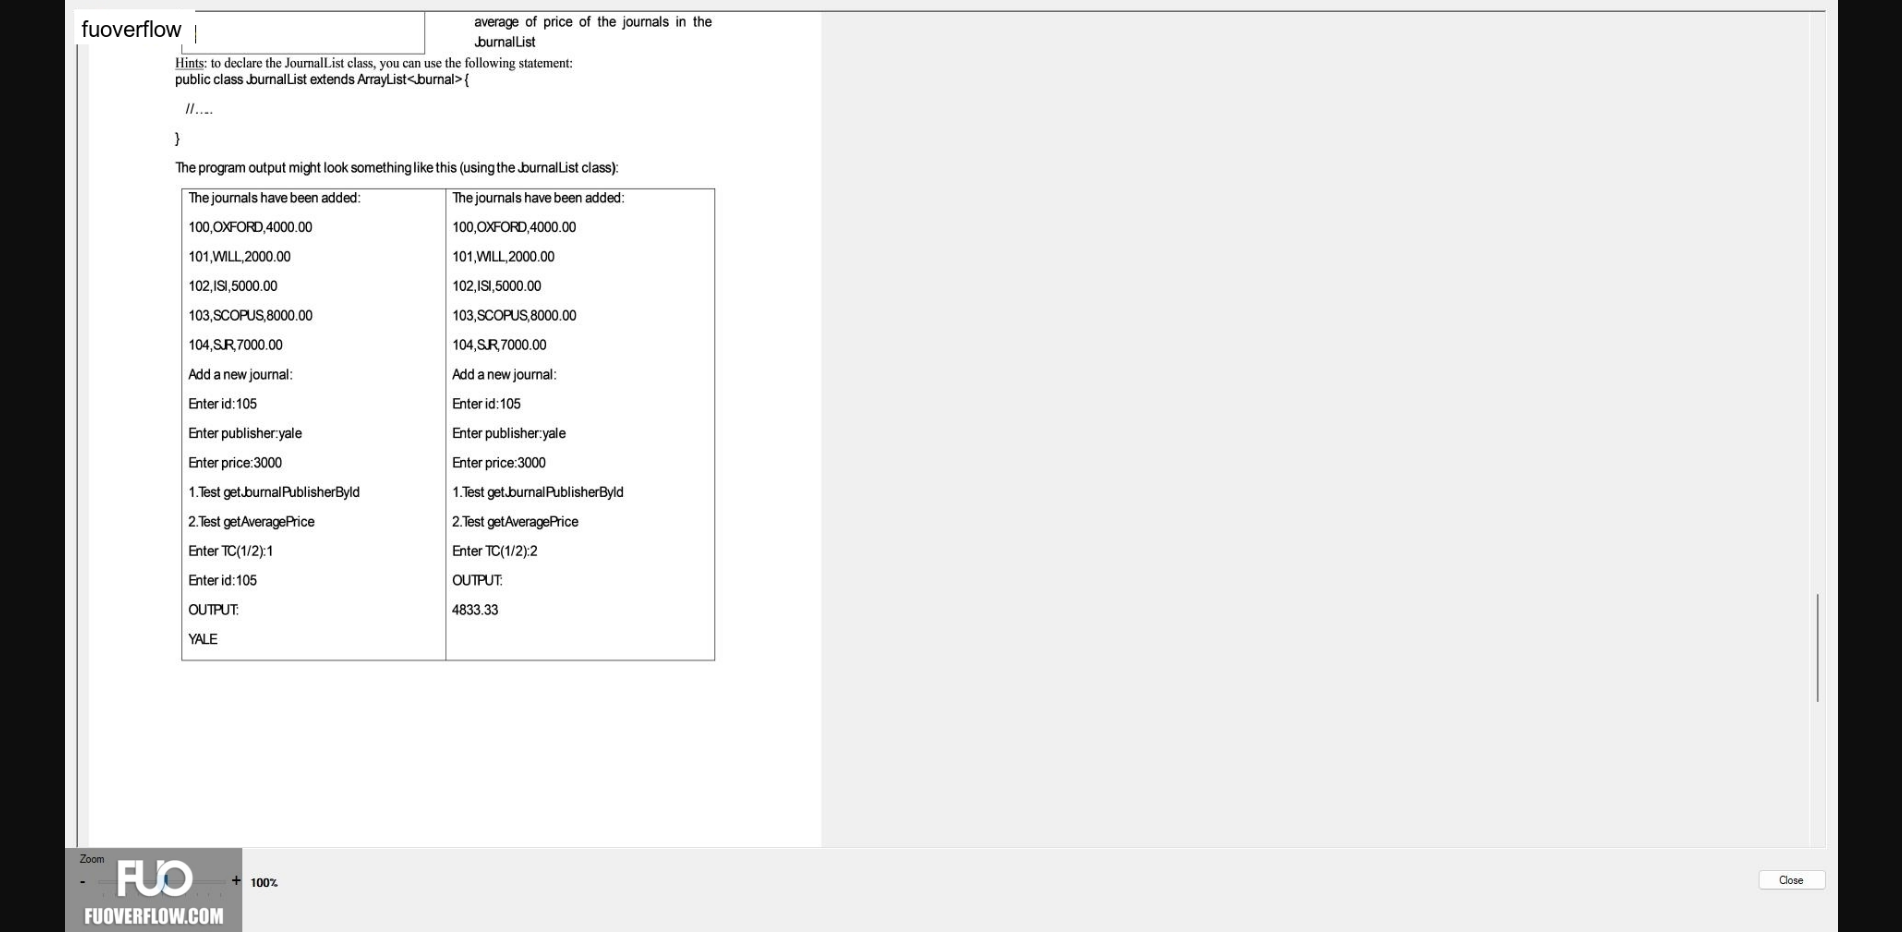 fuoverflow
average of price of the journals in the
JournalList
Hints: to declare the JournalList class, you can use the following statement:
public class JournalList extends ArrayList<Journal> {
//…..
}
The program output might look something like this (using the JournalList class):
The journals have been added:
100,OXFORD,4000.00
101,WILL,2000.00
102,ISI,5000.00
103,SCOPUS,8000.00
104,SJR,7000.00
Add a new journal:
Enter id:105
Enter publisher:yale
Enter price:3000
1.Test getJournalPublisherById
2.Test getAveragePrice
Enter TC(1/2):1
Enter id:105
OUTPUT:
YALE
The journals have been added:
100,OXFORD,4000.00
101,WILL,2000.00
102,ISI,5000.00
103,SCOPUS,8000.00
104,SJR,7000.00
Add a new journal:
Enter id:105
Enter publisher:yale
Enter price:3000
1.Test getJournalPublisherById
2.Test getAveragePrice
Enter TC(1/2):2
OUTPUT:
4833.33
Zoom
- + 100%
Close
FUO
FUOVERFLOW.COM